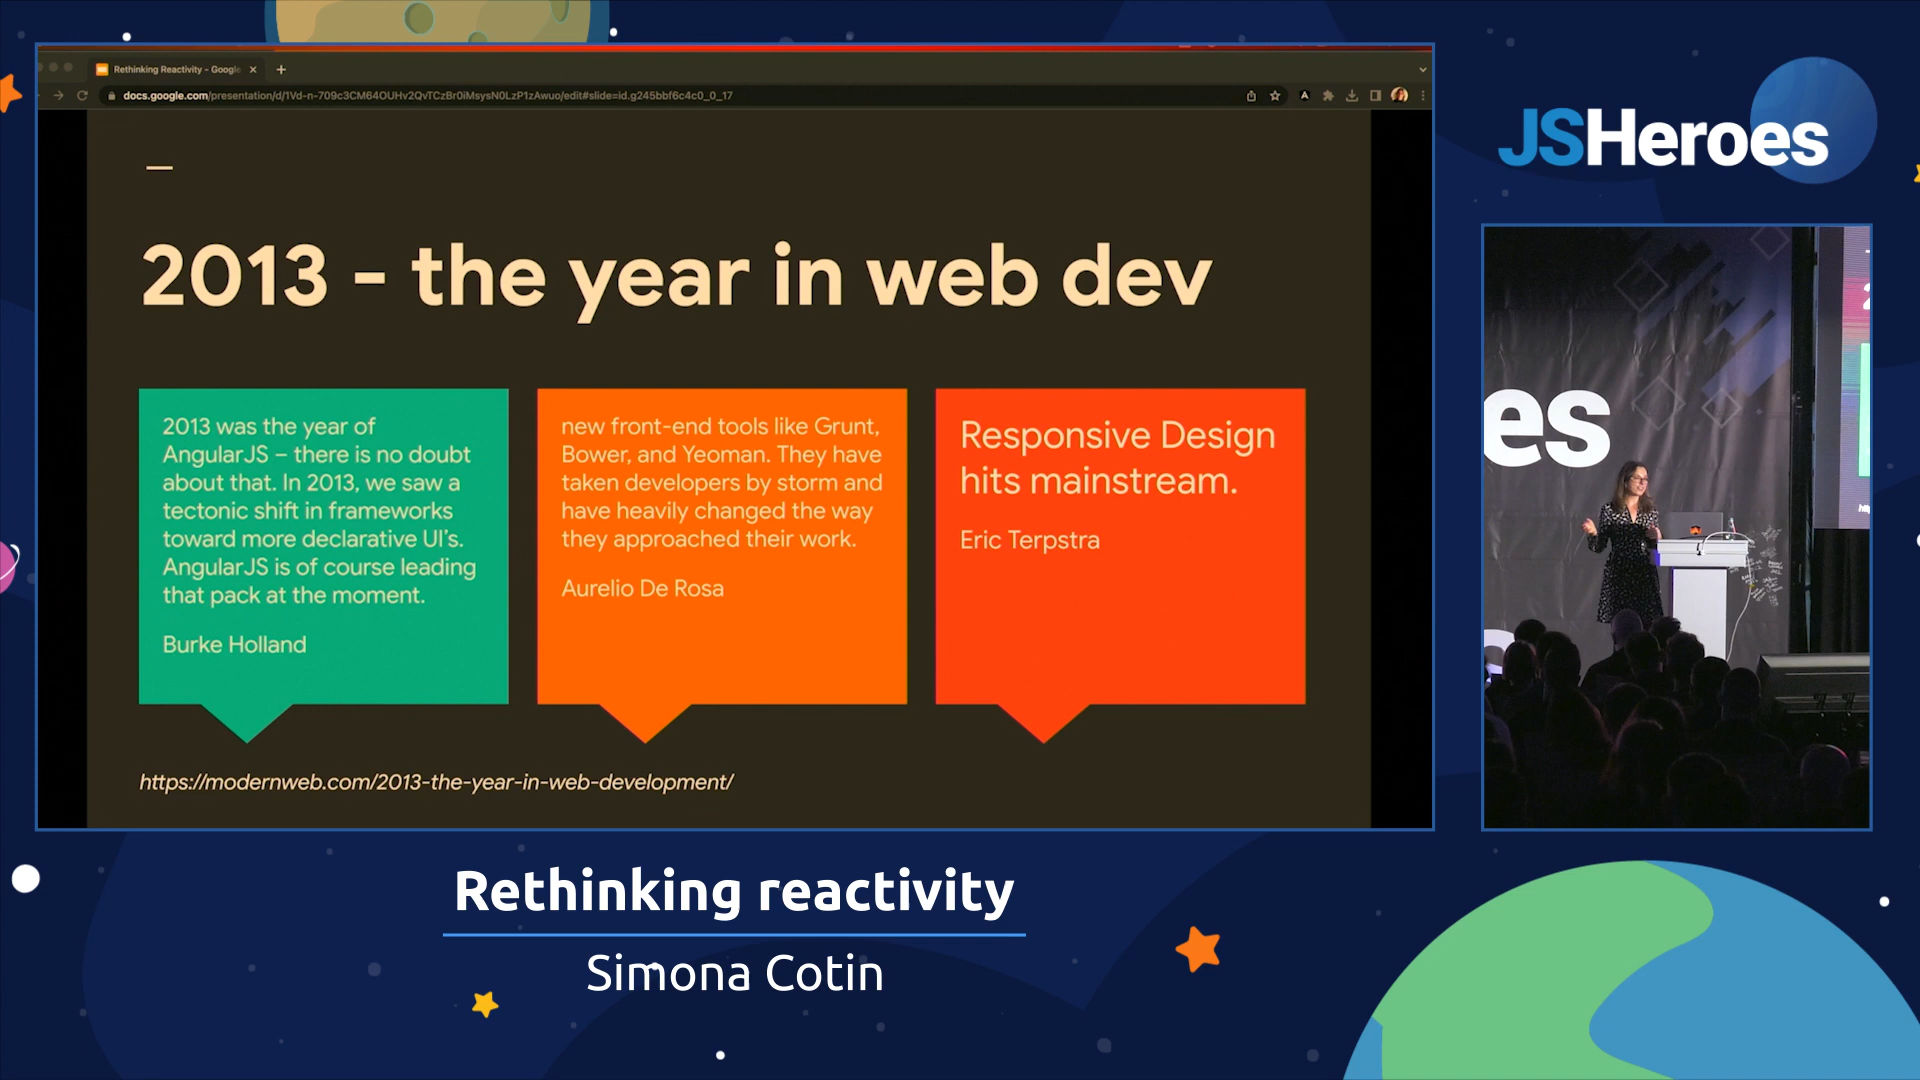 Rethinking Reactivity - Google
docs.google.com/presentation/d/1Vd-n-709c3CM64OUHv2QvTCzBr0iMsysN0LzP1zAwuo/edit#slide=id.g245bbf6c4c0_0_17
2013 - the year in web dev
2013 was the year of
AngularJS – there is no doubt
about that. In 2013, we saw a
tectonic shift in frameworks
toward more declarative UI's.
AngularJS is of course leading
that pack at the moment.
Burke Holland
new front-end tools like Grunt,
Bower, and Yeoman. They have
taken developers by storm and
have heavily changed the way
they approached their work.
Aurelio De Rosa
Responsive Design
hits mainstream.
Eric Terpstra
https://modernweb.com/2013-the-year-in-web-development/
JSHeroes
es
Rethinking reactivity
Simona Cotin